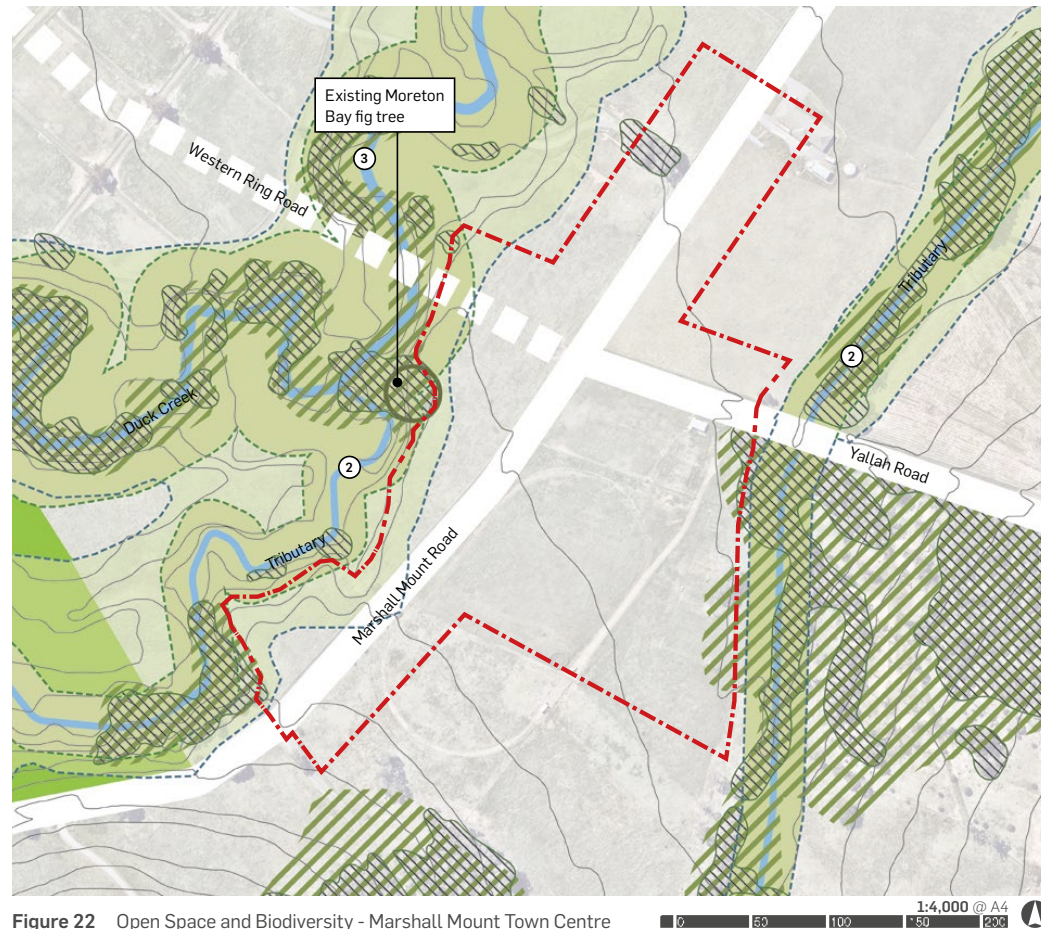 Existing Moreton
Bay fig tree
3
Western Ring Road
Tributary
2
Duck Creek
Yallah Road
2
Tributary
Marshall Mount Road
1:4,000 @ A4
Figure 22 Open Space and Biodiversity - Marshall Mount Town Centre
0 50 100 150 200